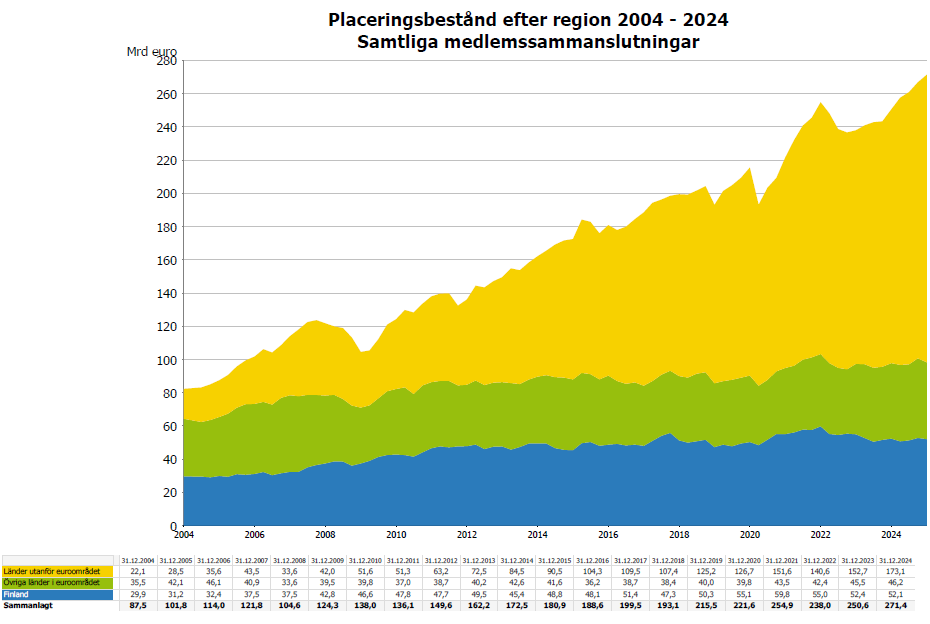 Placeringsbestånd efter region 2004 - 2024
Samtliga medlemssammanslutningar
Mrd euro
280
260
240
220
200
180
160
140
120
100
80
60
40
20
0
2004 2006 2008 2010 2012 2014 2016 2018 2020 2022 2024
31.12.2004 31.12.2005 31.12.2006 31.12.2007 31.12.2008 31.12.2009 31.12.2010 31.12.2011 31.12.2012 31.12.2013 31.12.2014 31.12.2015 31.12.2016 31.12.2017 31.12.2018 31.12.2019 31.12.2020 31.12.2021 31.12.2022 31.12.2023 31.12.2024
Länder utanför euroområdet 22,1 28,5 35,6 43,5 33,6 42,0 51,6 51,3 63,2 72,5 84,5 90,5 104,3 109,5 107,4 125,2 126,7 151,6 140,6 152,7 173,1
Övriga länder i euroområdet 35,5 42,1 46,1 40,9 33,6 39,5 39,8 37,0 38,7 40,2 42,6 41,6 36,2 38,7 38,4 40,0 39,8 43,5 42,4 45,5 46,2
Finland 29,9 31,2 32,4 37,5 37,5 42,8 46,6 47,8 47,7 49,5 45,4 48,8 48,1 51,4 47,3 50,3 55,1 59,8 55,0 52,4 52,1
Sammanlagt 87,5 101,8 114,0 121,8 104,6 124,3 138,0 136,1 149,6 162,2 172,5 180,9 188,6 199,5 193,1 215,5 221,6 254,9 238,0 250,6 271,4